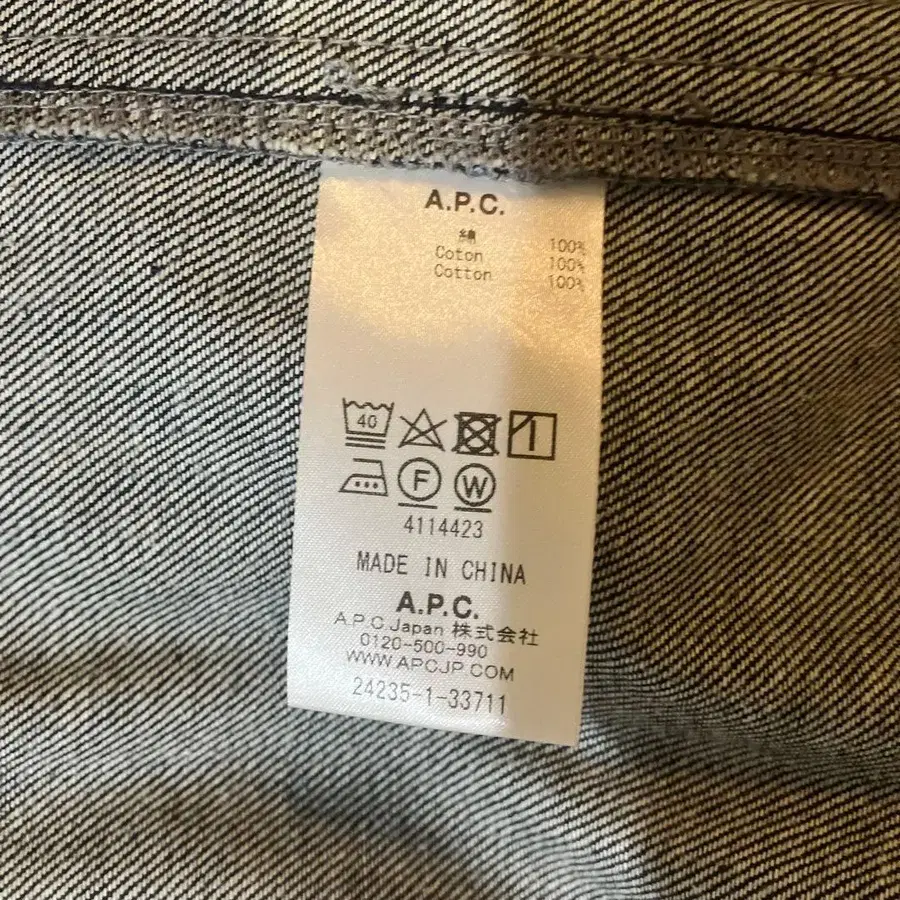 A.P.C.
綿 100%
Coton 100%
Cotton 100%
40
F W
4114423
MADE IN CHINA
A.P.C.
A.P.C.Japan 株式会社
0120-500-990
WWW.APCJP.COM
24235-1-33711